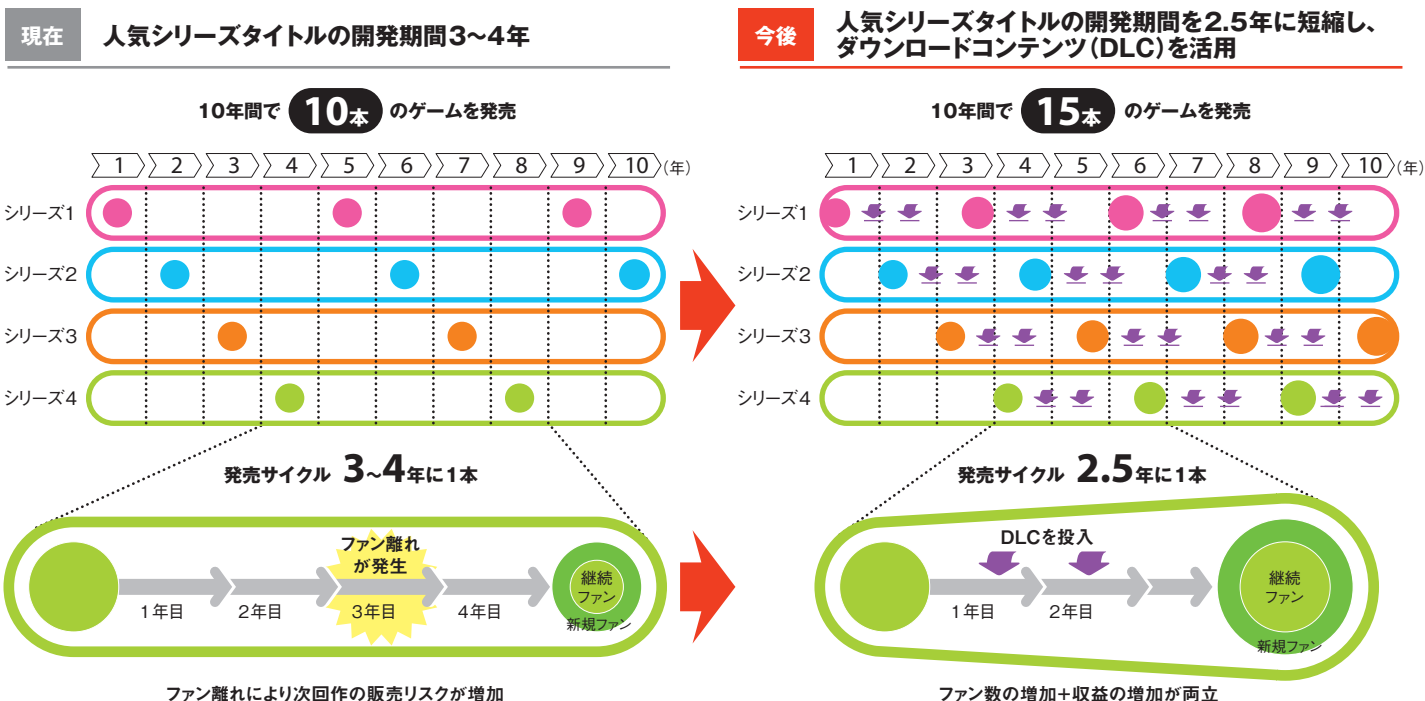 現在
人気シリーズタイトルの開発期間3～4年
10年間で 10本 のゲームを発売
1 2 3 4 5 6 7 8 9 10 (年)
シリーズ1
シリーズ2
シリーズ3
シリーズ4
発売サイクル 3～4年に1本
ファン離れ
が発生
1年目 2年目 3年目 4年目
継続
ファン
新規ファン
ファン離れにより次回作の販売リスクが増加
今後
人気シリーズタイトルの開発期間を2.5年に短縮し、
ダウンロードコンテンツ(DLC)を活用
10年間で 15本 のゲームを発売
1 2 3 4 5 6 7 8 9 10 (年)
シリーズ1
シリーズ2
シリーズ3
シリーズ4
発売サイクル 2.5年に1本
DLCを投入
1年目 2年目
継続
ファン
新規ファン
ファン数の増加+収益の増加が両立